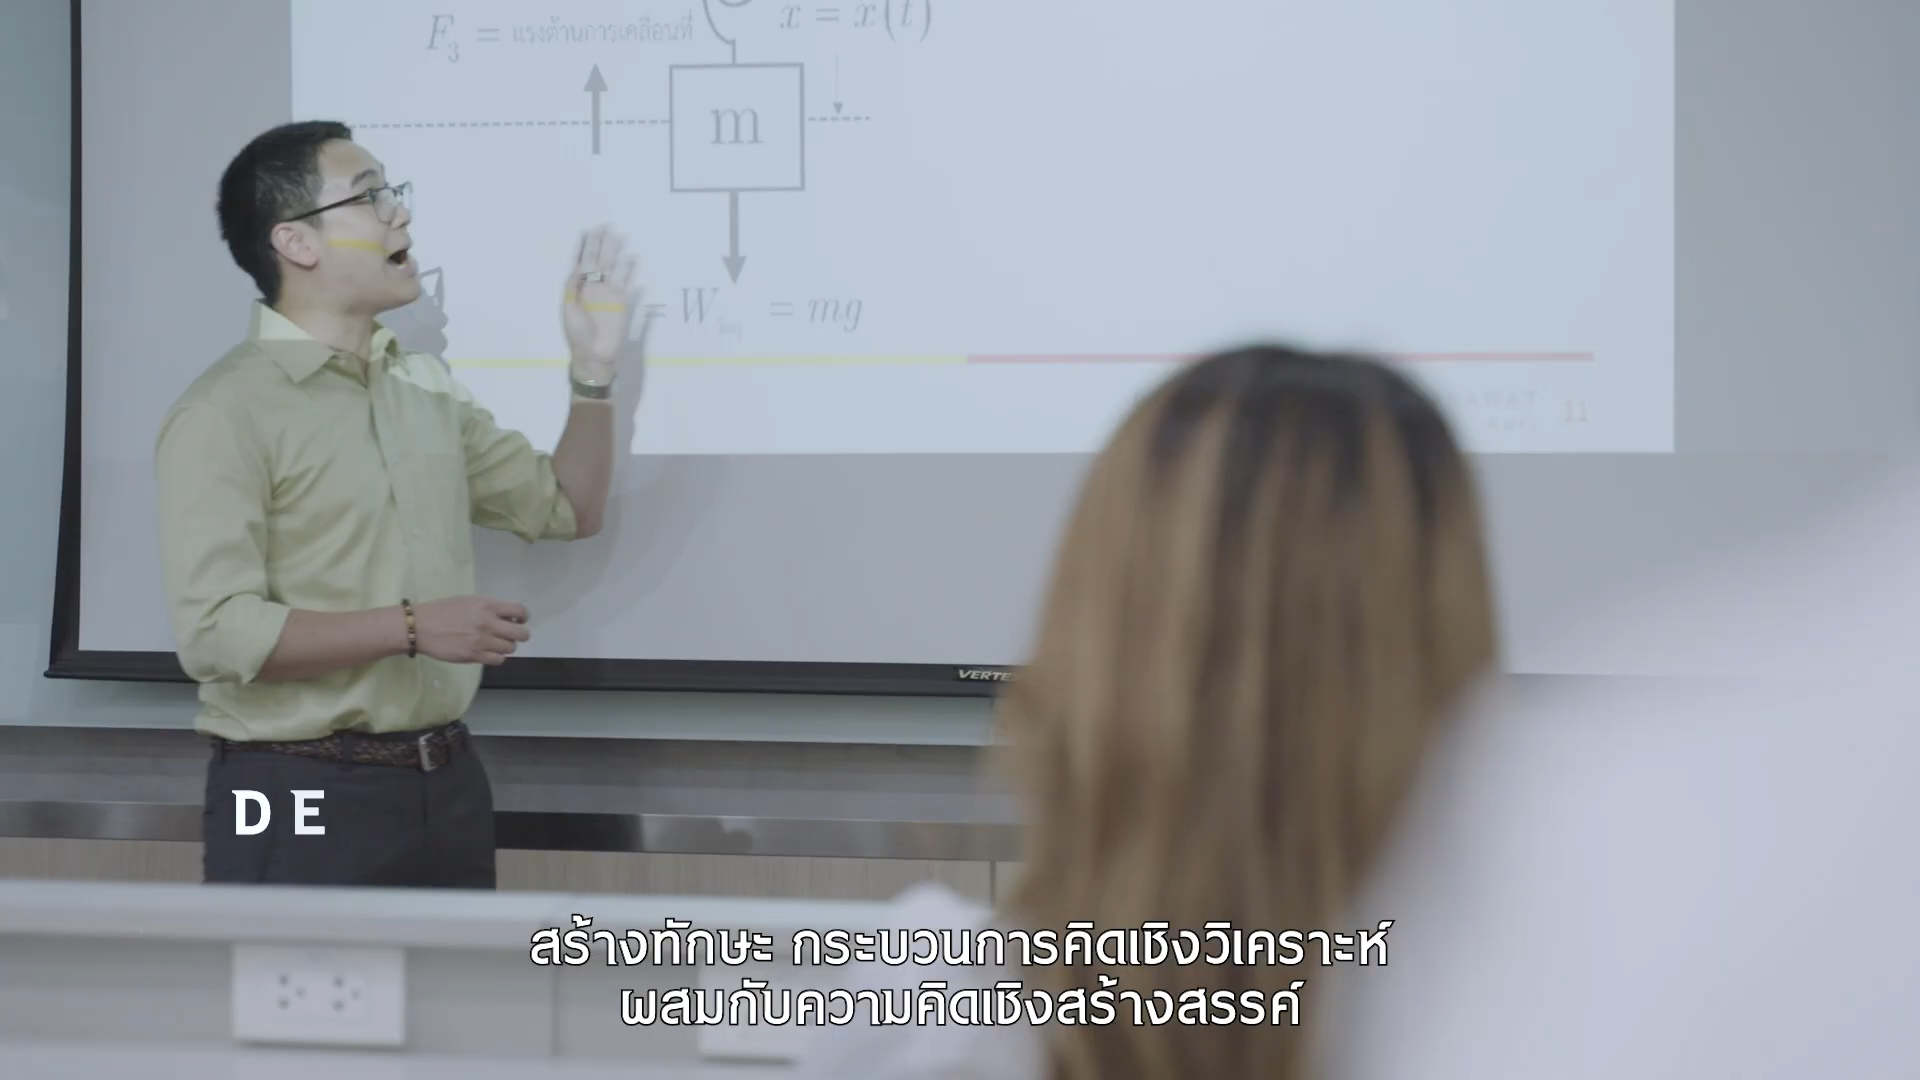 F₃ = แรงต้านการเคลื่อนที่
x = x(t)
m
= W = mg
11
VERTE
D E
สร้างทักษะ กระบวนการคิดเชิงวิเคราะห์
ผสมกับความคิดเชิงสร้างสรรค์